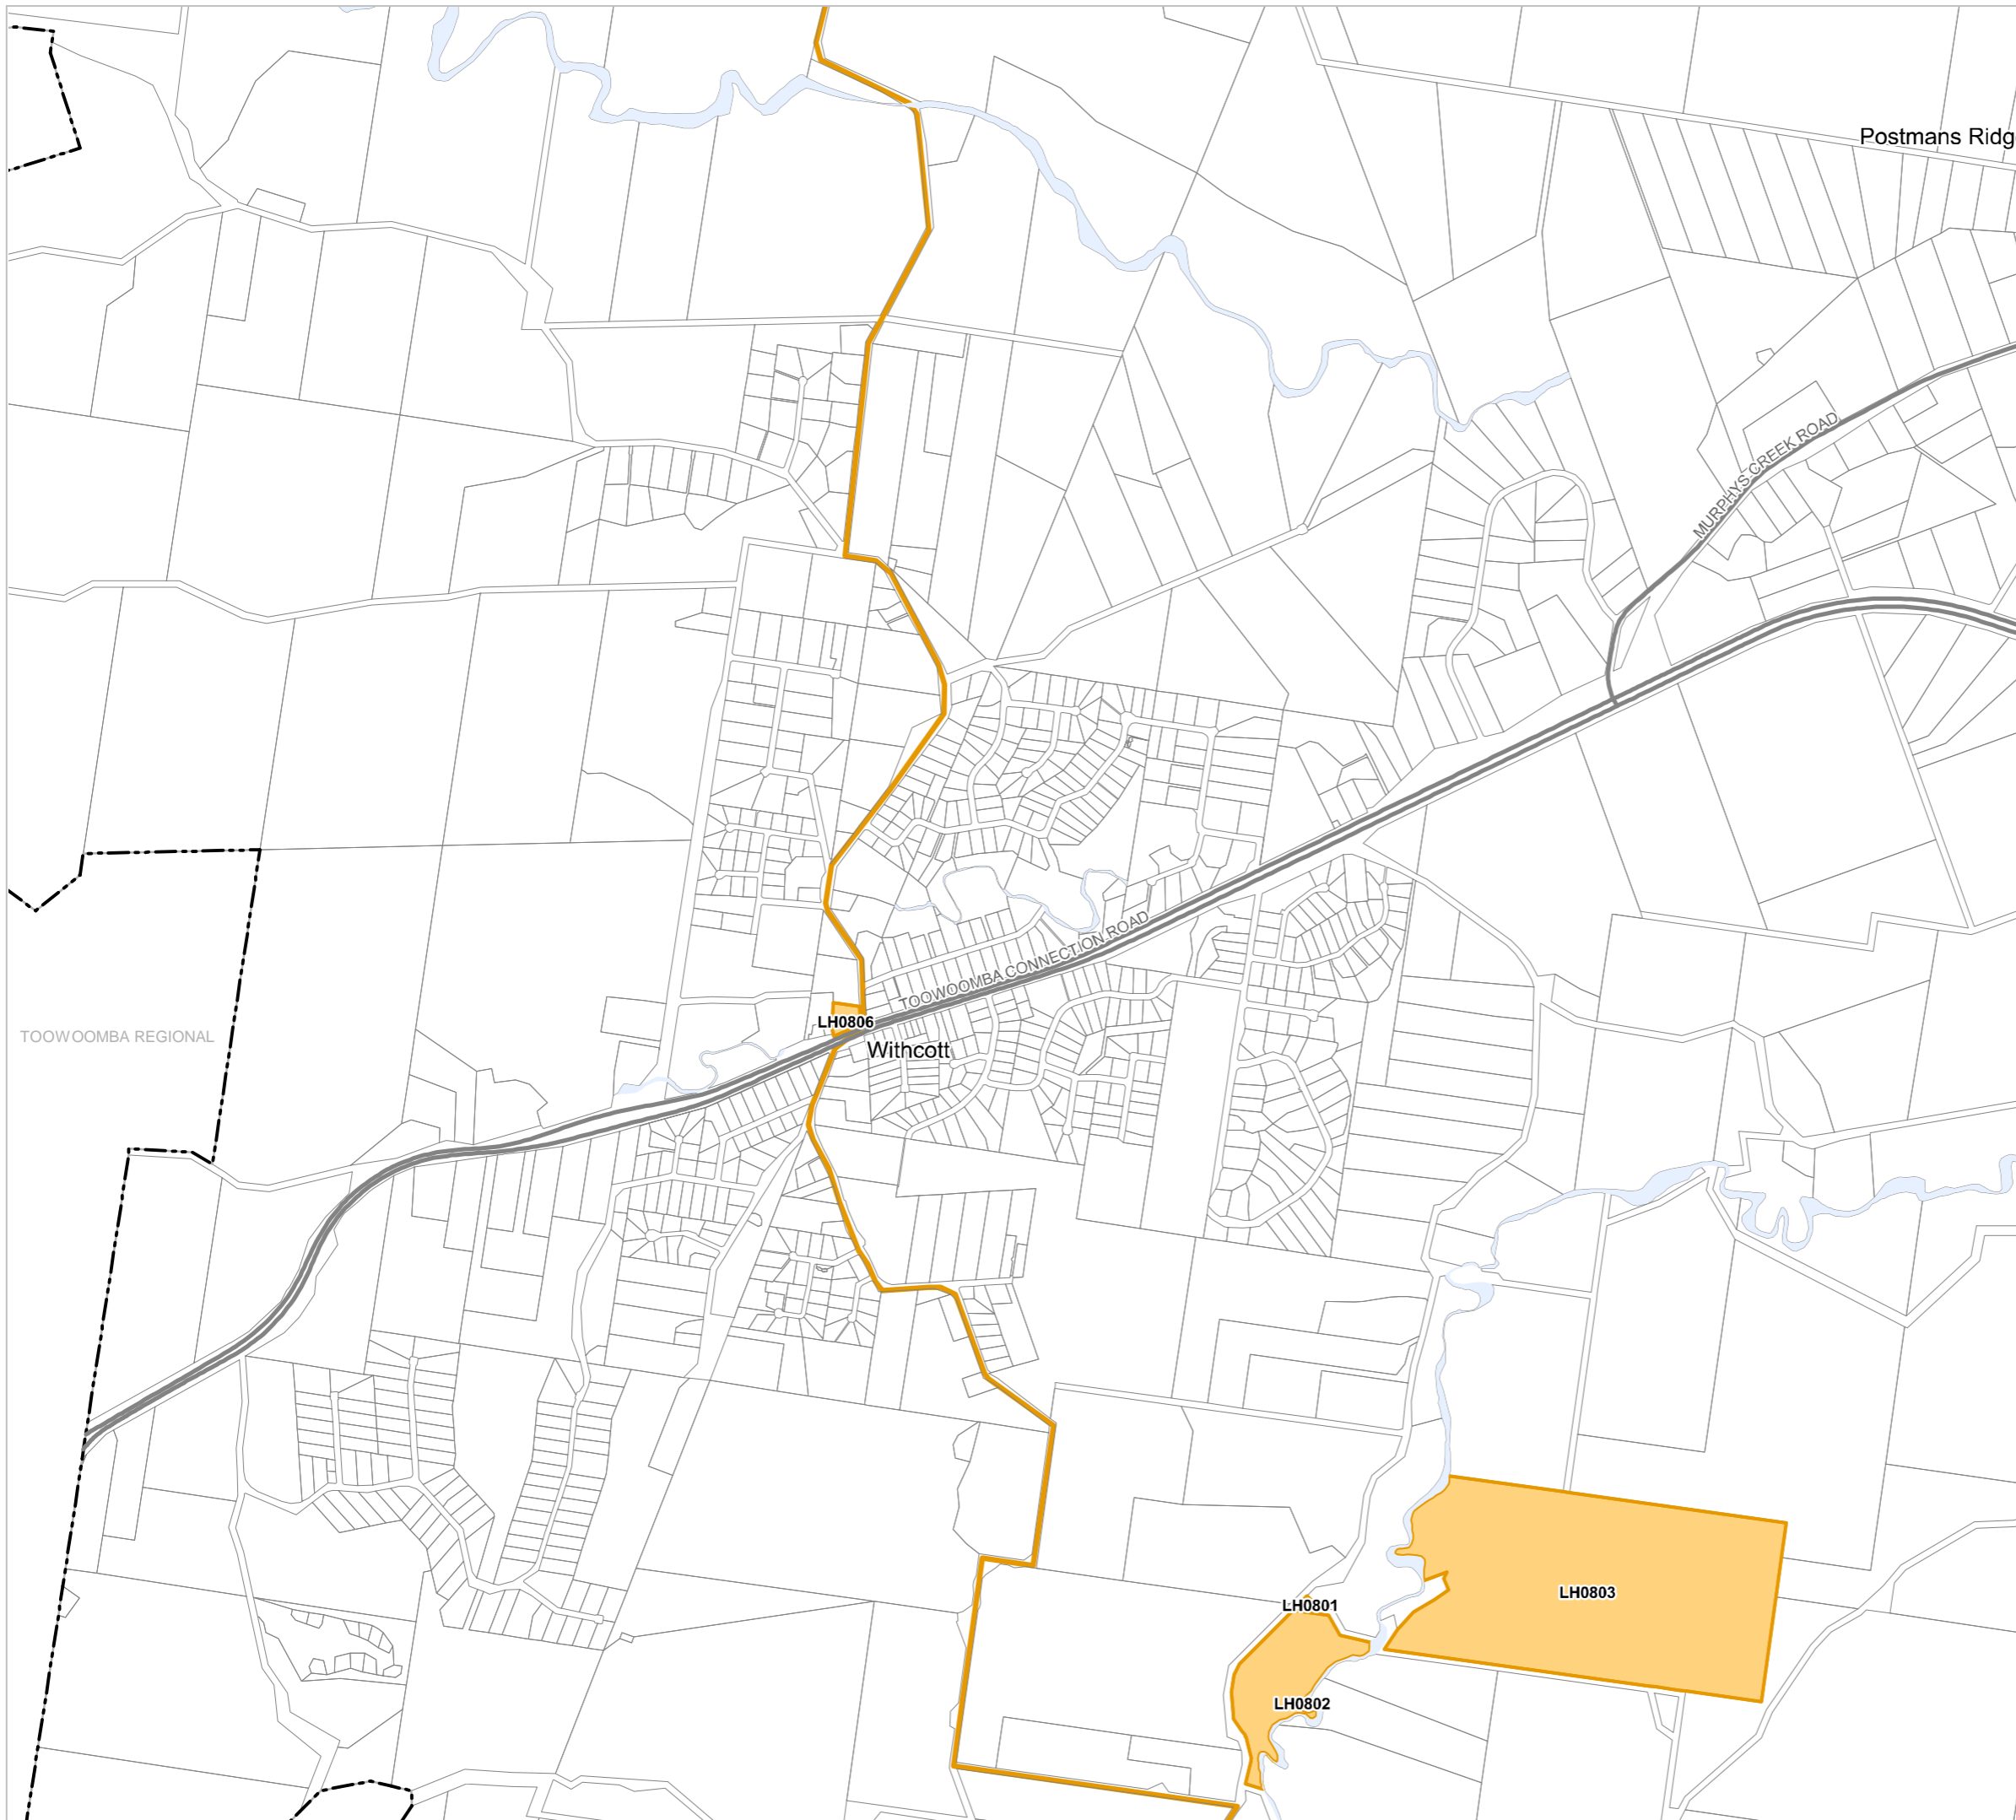 Postmans Ridg
MURPHYS CREEK ROAD
TOOWOOMBA CONNECTION ROAD
LH0806
TOOWOOMBA REGIONAL
Withcott
LH0803
LH0801
LH0802